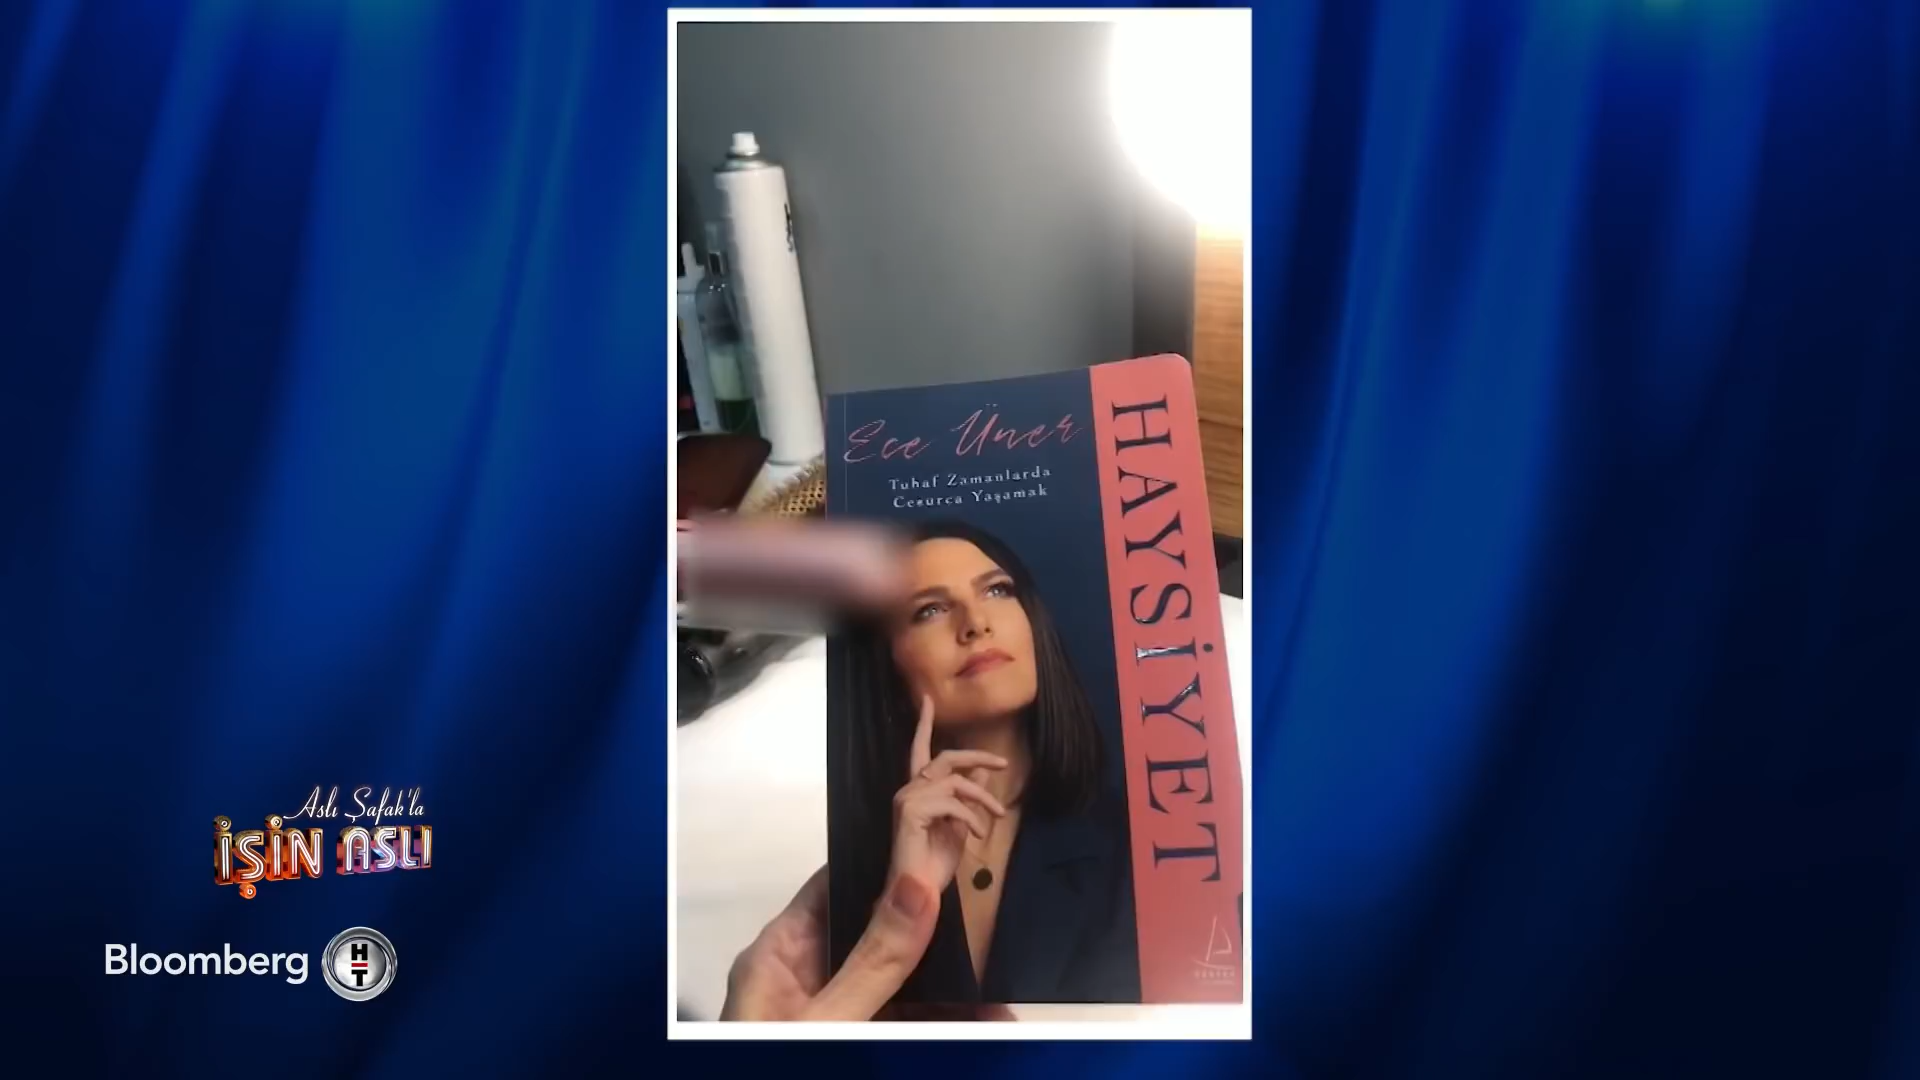 Ece Üner
Tuhaf Zamanlarda
Cesurca Yaşamak
HAYSİYET
Aslı Şafak'la
İŞİN ASLI
Bloomberg HT